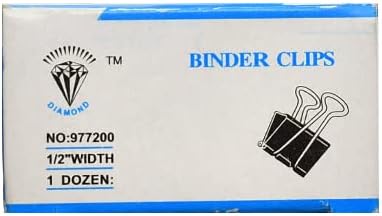 BINDER CLIPS
TM
DIAMOND
NO:977200
1/2"WIDTH
1 DOZEN: